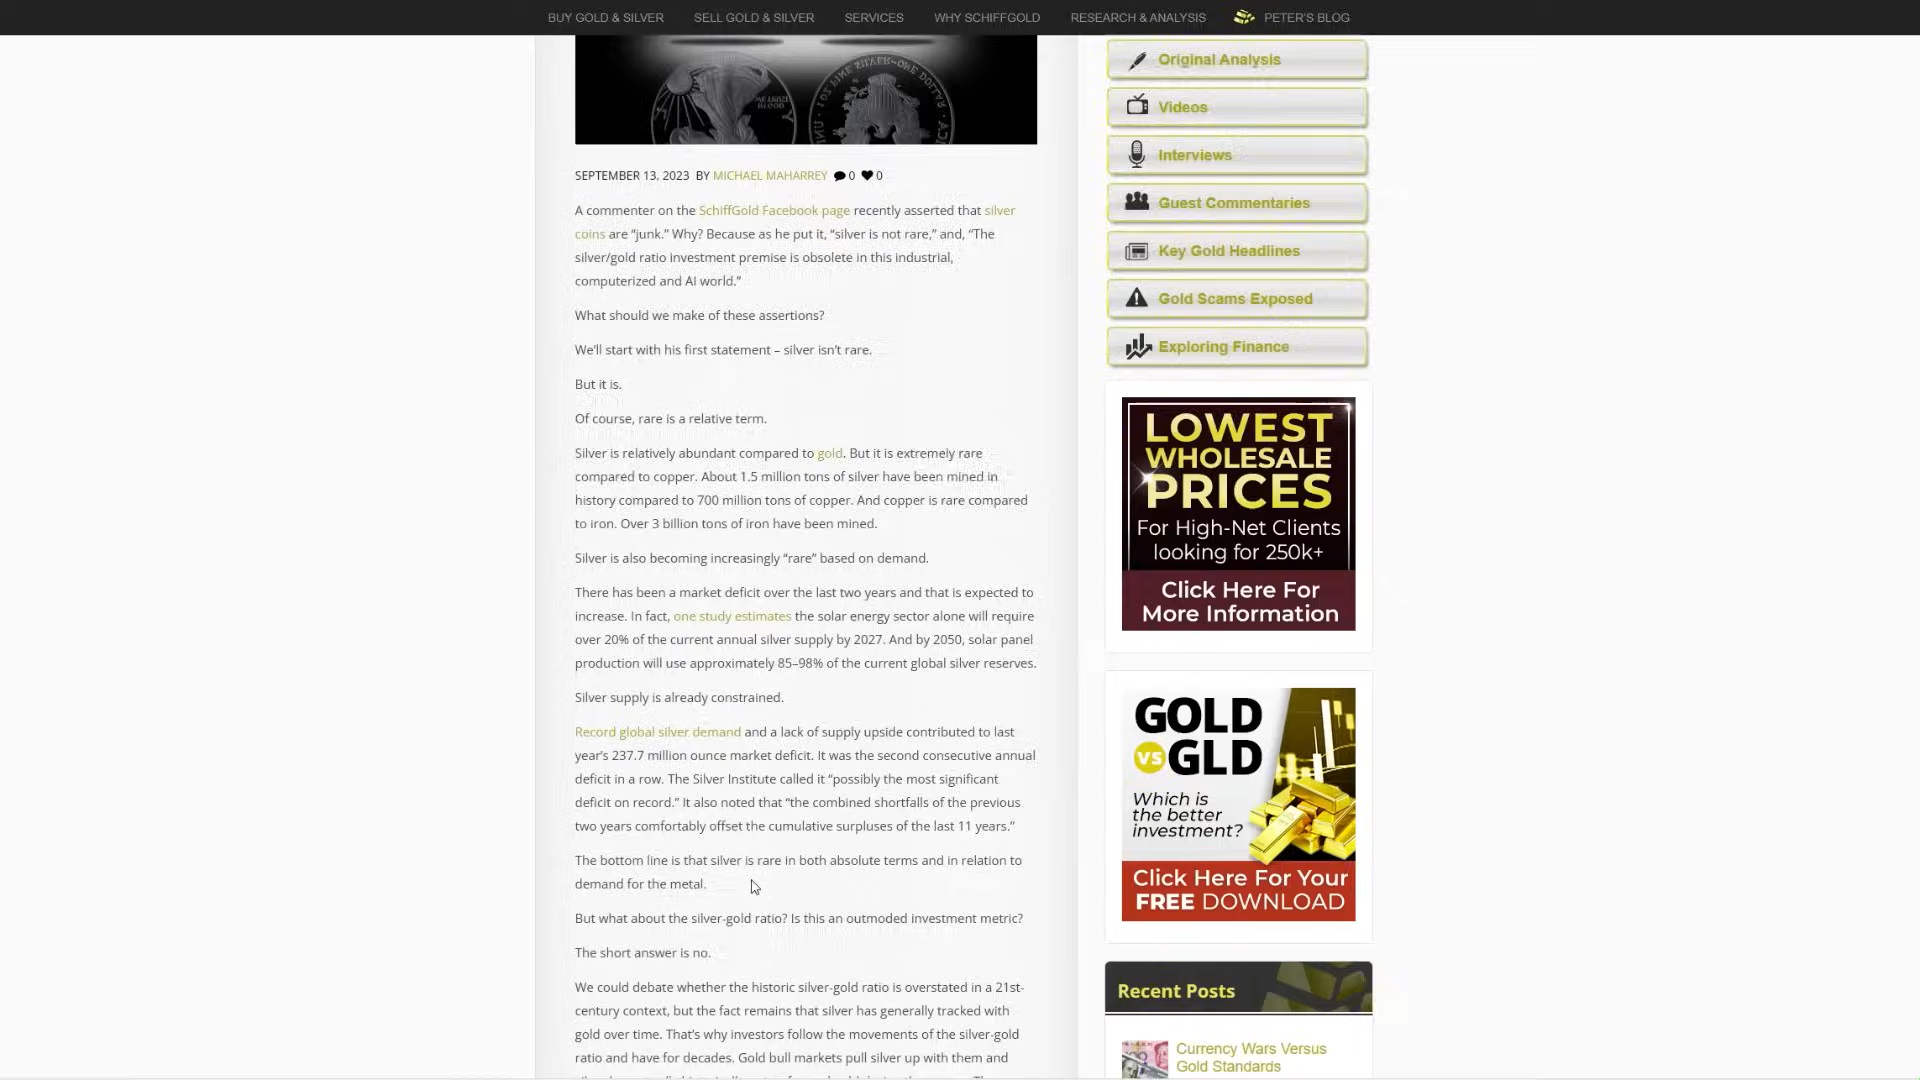 BUY GOLD & SILVER SELL GOLD & SILVER SERVICES WHY SCHIFFGOLD RESEARCH & ANALYSIS PETER'S BLOG
SEPTEMBER 13, 2023 BY MICHAEL MAHARREY 0 0
A commenter on the SchiffGold Facebook page recently asserted that silver
coins are “junk.” Why? Because as he put it, “silver is not rare,” and, “The
silver/gold ratio investment premise is obsolete in this industrial,
computerized and AI world.”
What should we make of these assertions?
We’ll start with his first statement – silver isn’t rare.
But it is.
Of course, rare is a relative term.
Silver is relatively abundant compared to gold. But it is extremely rare
compared to copper. About 1.5 million tons of silver have been mined in
history compared to 700 million tons of copper. And copper is rare compared
to iron. Over 3 billion tons of iron have been mined.
Silver is also becoming increasingly “rare” based on demand.
There has been a market deficit over the last two years and that is expected to
increase. In fact, one study estimates the solar energy sector alone will require
over 20% of the current annual silver supply by 2027. And by 2050, solar panel
production will use approximately 85–98% of the current global silver reserves.
Silver supply is already constrained.
Record global silver demand and a lack of supply upside contributed to last
year’s 237.7 million ounce market deficit. It was the second consecutive annual
deficit in a row. The Silver Institute called it “possibly the most significant
deficit on record.” It also noted that “the combined shortfalls of the previous
two years comfortably offset the cumulative surpluses of the last 11 years.”
The bottom line is that silver is rare in both absolute terms and in relation to
demand for the metal.
But what about the silver-gold ratio? Is this an outmoded investment metric?
The short answer is no.
We could debate whether the historic silver-gold ratio is overstated in a 21st-
century context, but the fact remains that silver has generally tracked with
gold over time. That’s why investors follow the movements of the silver-gold
ratio and have for decades. Gold bull markets pull silver up with them and
Original Analysis
Videos
Interviews
Guest Commentaries
Key Gold Headlines
Gold Scams Exposed
Exploring Finance
LOWEST
WHOLESALE
PRICES
For High-Net Clients
looking for 250k+
Click Here For
More Information
GOLD
VS GLD
Which is
the better
investment?
Click Here For Your
FREE DOWNLOAD
Recent Posts
Currency Wars Versus
Gold Standards